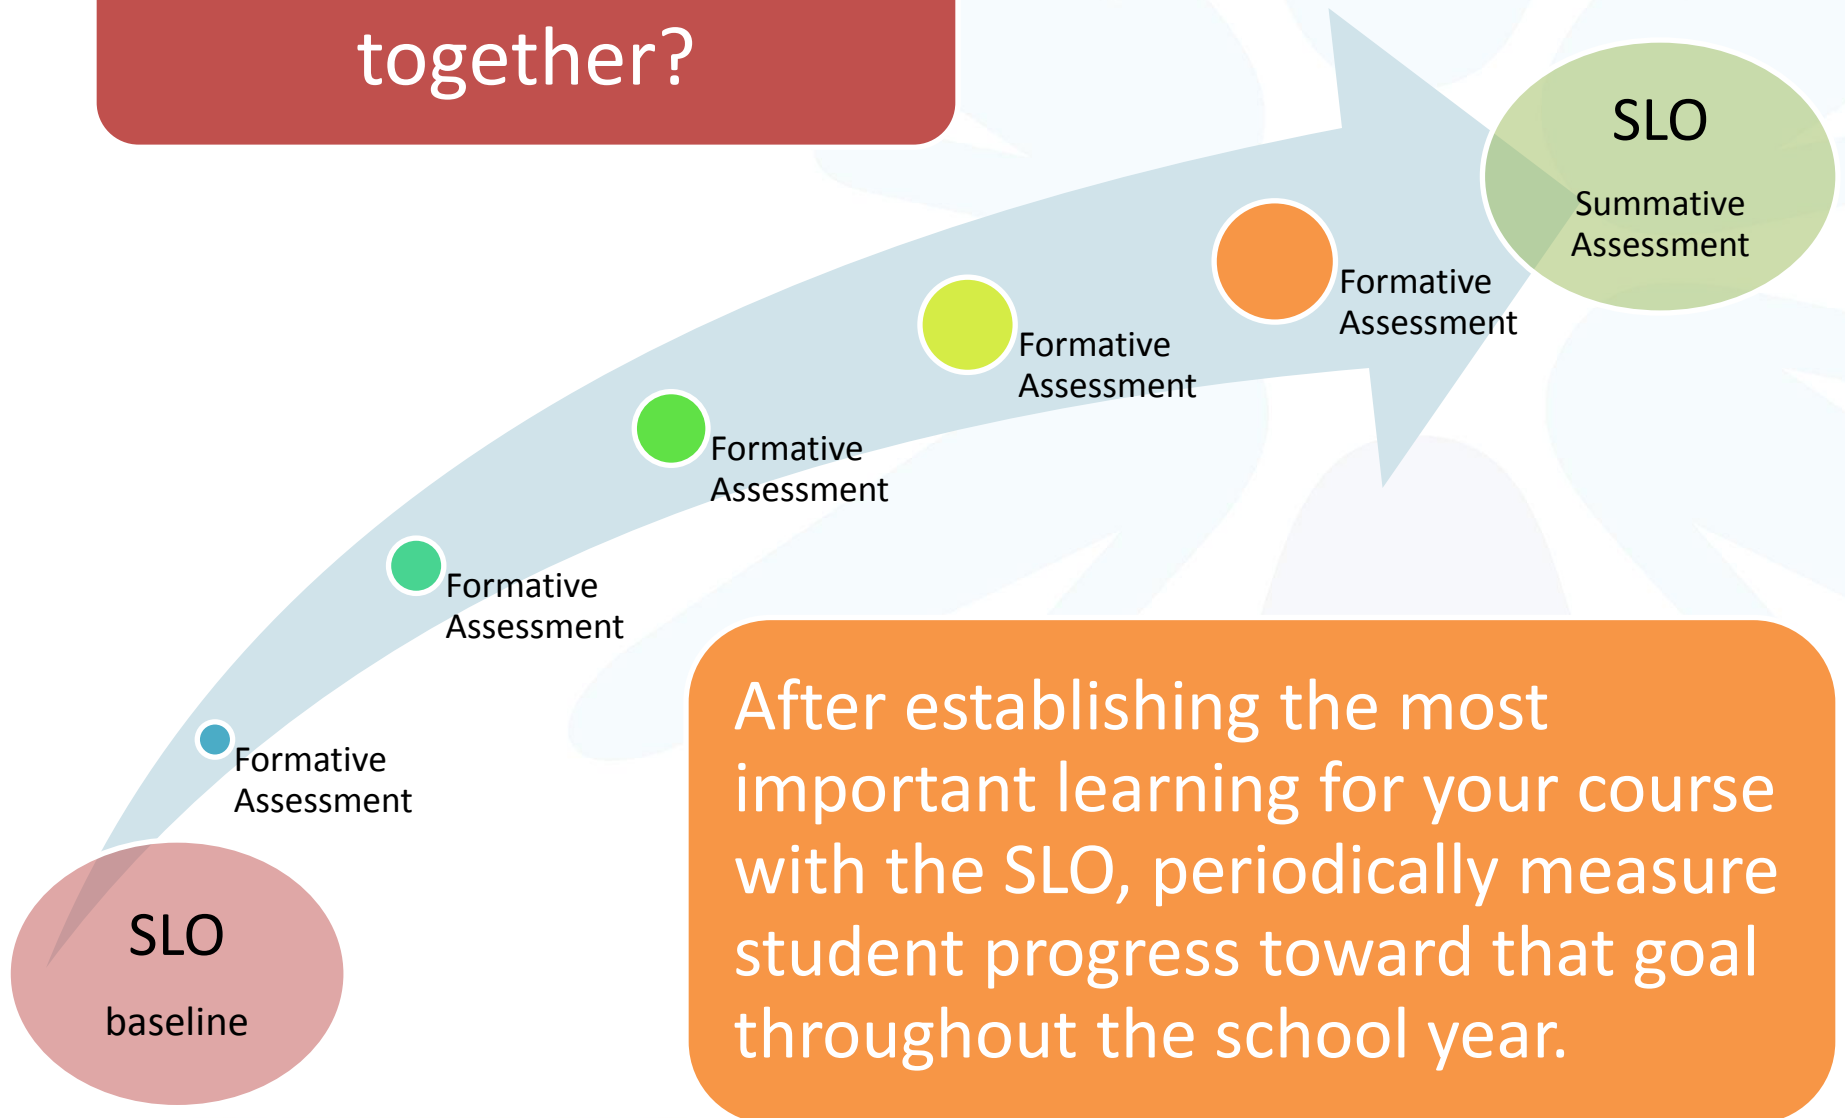 together?
SLO
Summative
Assessment
Formative
Assessment
Formative
Assessment
Formative
Assessment
Formative
Assessment
Formative
Assessment
SLO
baseline
After establishing the most
important learning for your course
with the SLO, periodically measure
student progress toward that goal
throughout the school year.